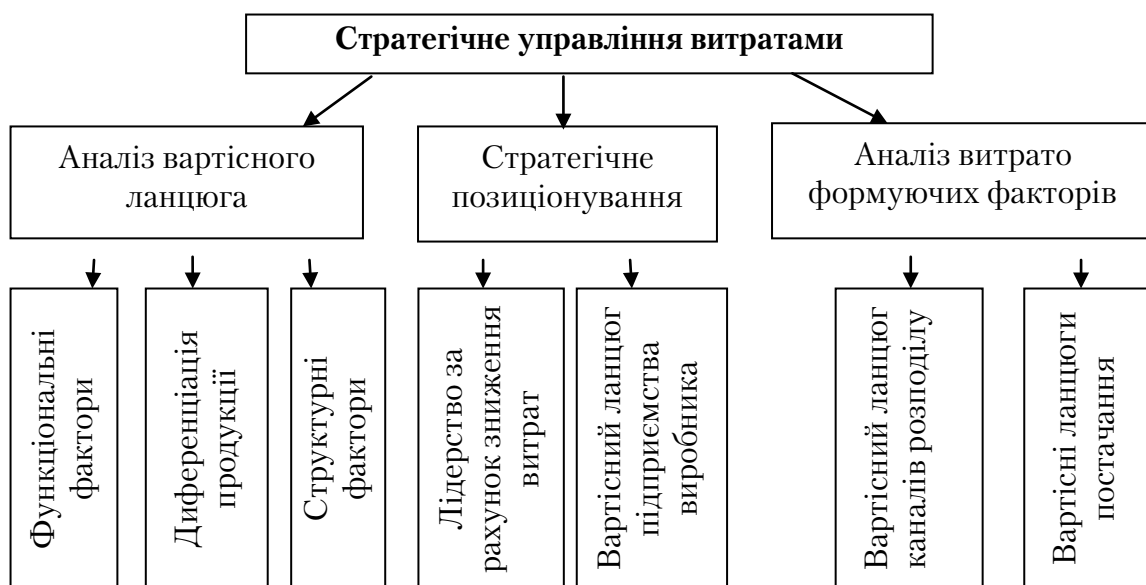 Стратегічне управління витратами
Аналіз вартісного
ланцюга
Стратегічне
позиціонування
Аналіз витрато
формуючих факторів
Функціональні
фактори
Диференціація
продукції
Структурні
фактори
Лідерство за
рахунок зниження
витрат
Вартісний ланцюг
підприємства
виробника
Вартісний ланцюг
каналів розподілу
Вартісні ланцюги
постачання